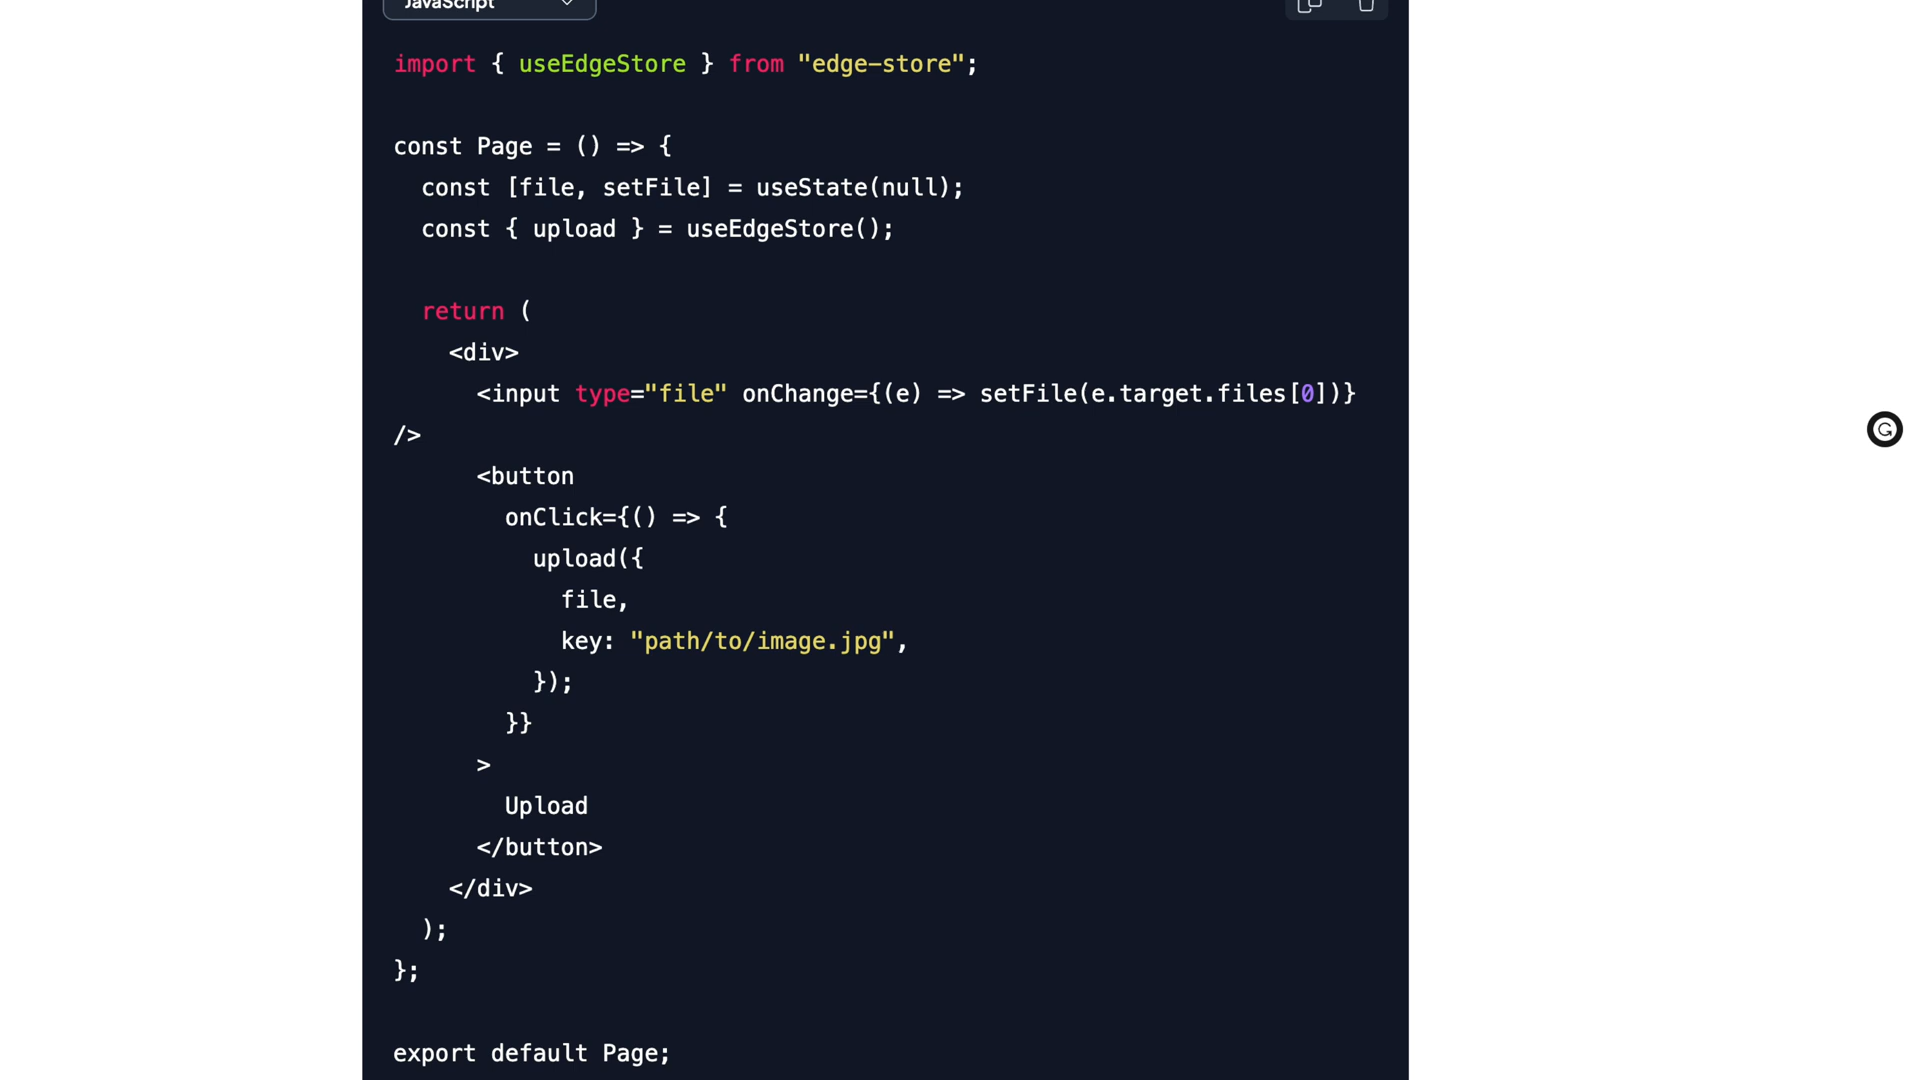 JavaScript
import { useEdgeStore } from "edge-store";
const Page = () => {
  const [file, setFile] = useState(null);
  const { upload } = useEdgeStore();
  return (
    <div>
      <input type="file" onChange={(e) => setFile(e.target.files[0])}
/>
      <button
        onClick={() => {
          upload({
            file,
            key: "path/to/image.jpg",
          });
        }}
      >
        Upload
      </button>
    </div>
  );
};
export default Page;